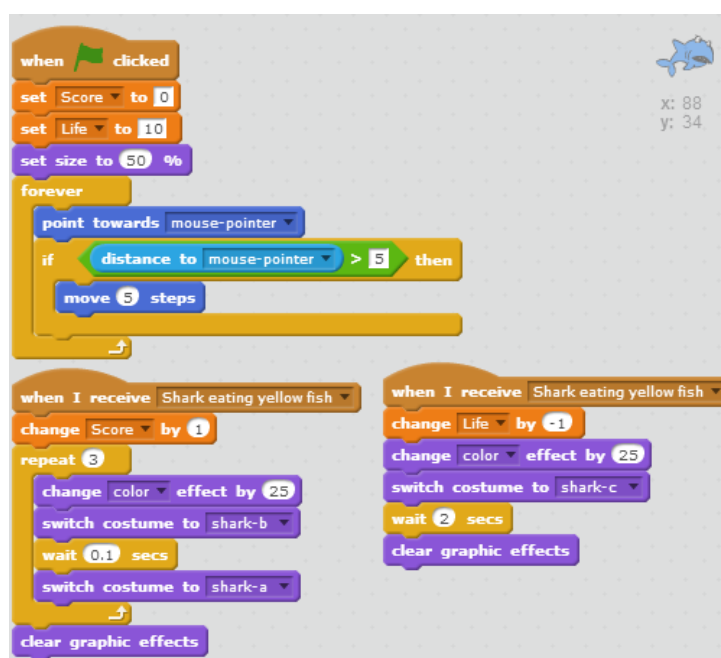 when clicked
set Score to 0
set Life to 10
set size to 50 %
forever
point towards mouse-pointer
if distance to mouse-pointer > 5 then
move 5 steps
x: 88
y: 34
when I receive Shark eating yellow fish
change Score by 1
repeat 3
change color effect by 25
switch costume to shark-b
wait 0.1 secs
switch costume to shark-a
clear graphic effects
when I receive Shark eating yellow fish
change Life by -1
change color effect by 25
switch costume to shark-c
wait 2 secs
clear graphic effects